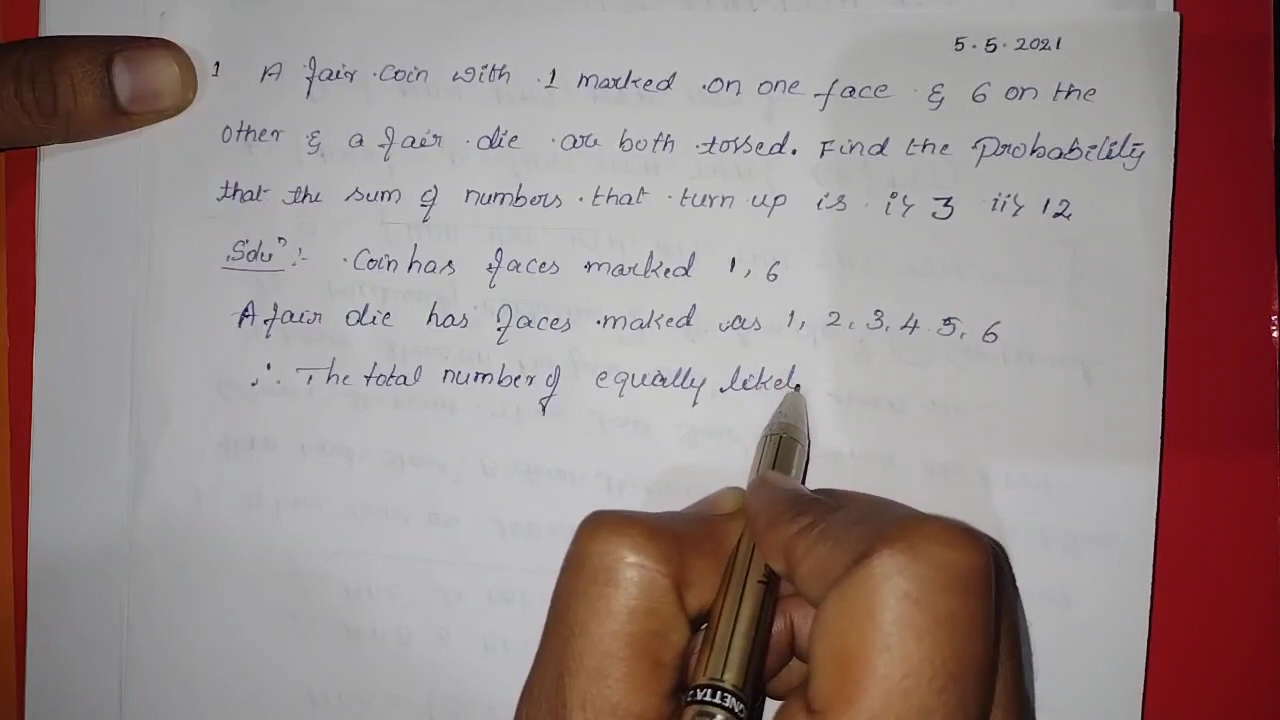 5.5.2021
1 A fair coin with 1 marked on one face & 6 on the
other & a fair die are both tossed. Find the Probability
that the sum of numbers that turn up is i> 3 ii> 12
Solun:- Coin has faces marked 1, 6
A fair die has faces maked as 1, 2, 3, 4 5, 6
∴ The total number of equally likel